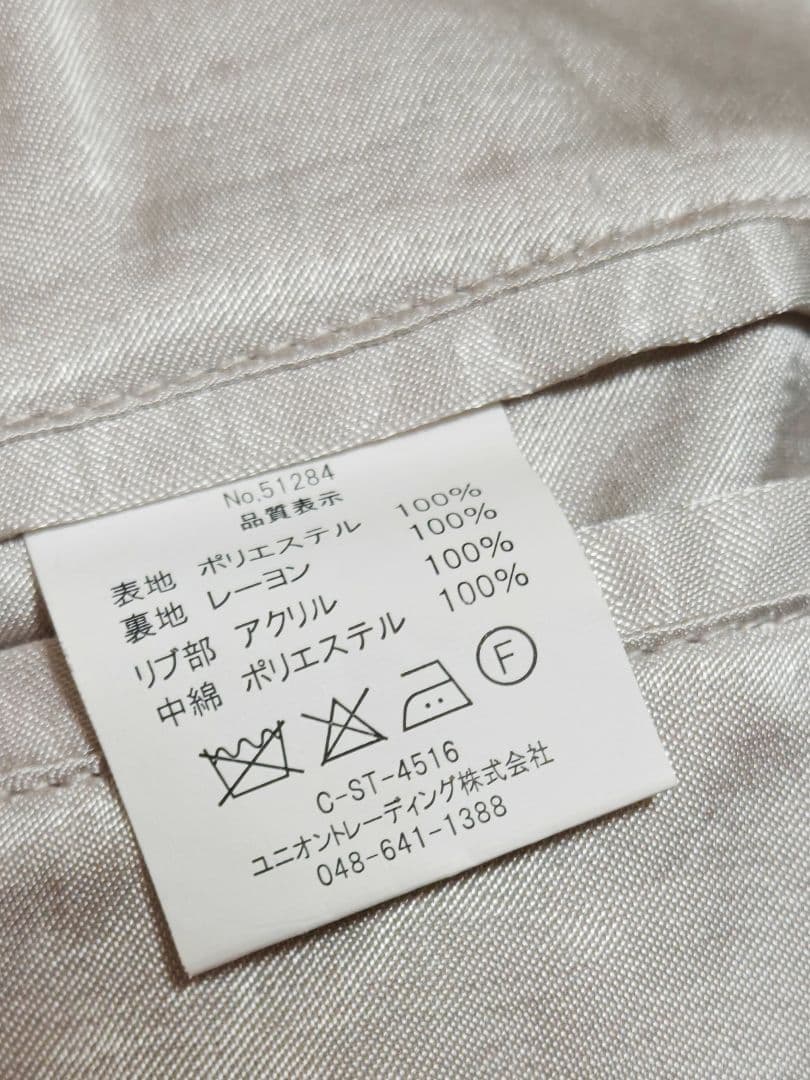 No.51284
品質表示
表地 ポリエステル 100%
裏地 レーヨン 100%
リブ部 アクリル 100%
中綿 ポリエステル 100%
F
C-ST-4516
ユニオントレーディング株式会社
048-641-1388